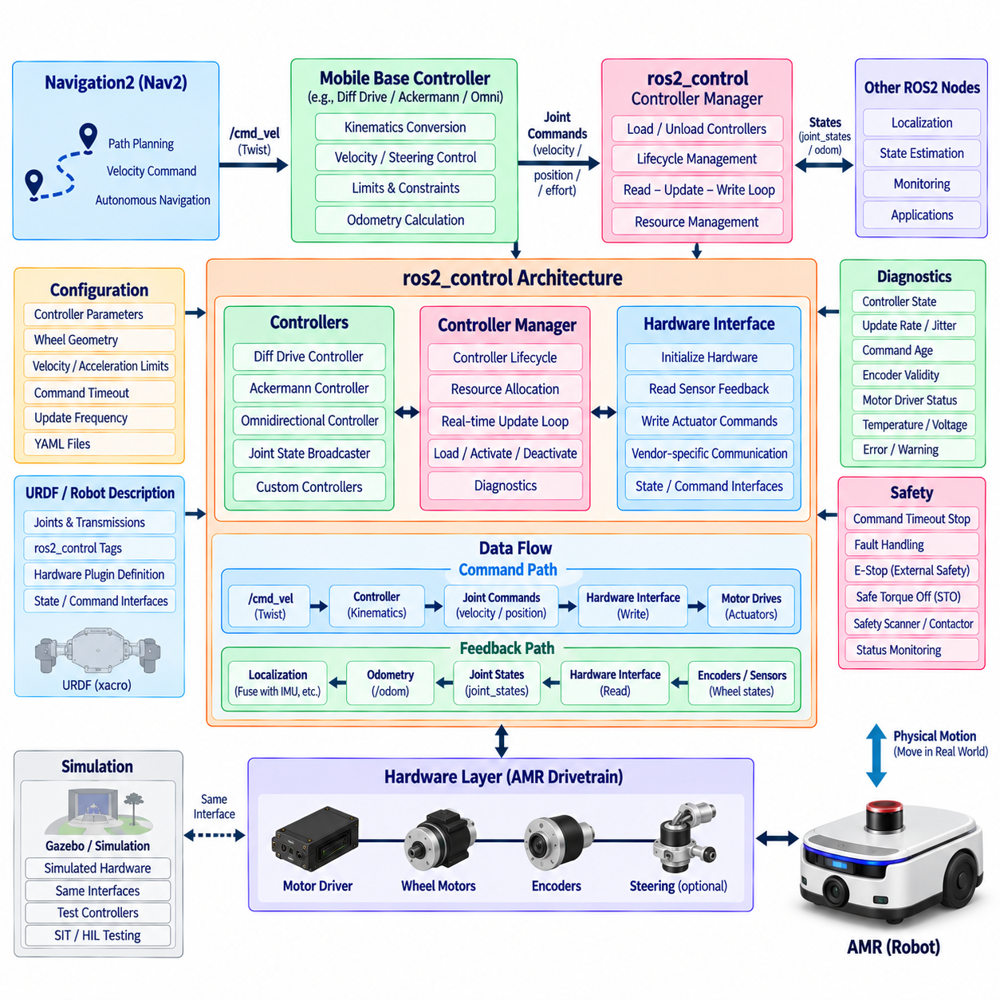 Navigation2 (Nav2)
Path Planning
Velocity Command
Autonomous Navigation
/cmd_vel
(Twist)
Mobile Base Controller
(e.g., Diff Drive / Ackermann / Omni)
Kinematics Conversion
Velocity / Steering Control
Limits & Constraints
Odometry Calculation
Joint
Commands
(velocity /
position /
/ effort)
ros2_control
Controller Manager
Load / Unload Controllers
Lifecycle Management
Read – Update – Write Loop
Resource Management
States
(joint_states
/ odom)
Other ROS2 Nodes
Localization
State Estimation
Monitoring
Applications
Configuration
Controller Parameters
Wheel Geometry
Velocity / Acceleration Limits
Command Timeout
Update Frequency
YAML Files
URDF / Robot Description
Joints & Transmissions
ros2_control Tags
Hardware Plugin Definition
State / Command Interfaces
URDF (xacro)
ros2_control Architecture
Controllers
Diff Drive Controller
Ackermann Controller
Omnidirectional Controller
Joint State Broadcaster
Custom Controllers
Controller Manager
Controller Lifecycle
Resource Allocation
Real-time Update Loop
Load / Activate / Deactivate
Diagnostics
Hardware Interface
Initialize Hardware
Read Sensor Feedback
Write Actuator Commands
Vendor-specific Communication
State / Command Interfaces
Data Flow
Command Path
/cmd_vel
(Twist)
Controller
(Kinematics)
Joint Commands
(velocity / position)
Hardware Interface
(Write)
Motor Drives
(Actuators)
Feedback Path
Localization
(Fuse with IMU, etc.)
Odometry
(/odom)
Joint States
(joint_states)
Hardware Interface
(Read)
Encoders / Sensors
(Wheel states)
Diagnostics
Controller State
Update Rate / Jitter
Command Age
Encoder Validity
Motor Driver Status
Temperature / Voltage
Error / Warning
Safety
Command Timeout Stop
Fault Handling
E-Stop (External Safety)
Safe Torque Off (STO)
Safety Scanner / Contactor
Status Monitoring
Simulation
Gazebo / Simulation
Simulated Hardware
Same Interfaces
Test Controllers
SIT / HIL Testing
Same
Interface
Hardware Layer (AMR Drivetrain)
Motor Driver
Wheel Motors
Encoders
Steering (optional)
Physical Motion
(Move in Real World)
AMR (Robot)